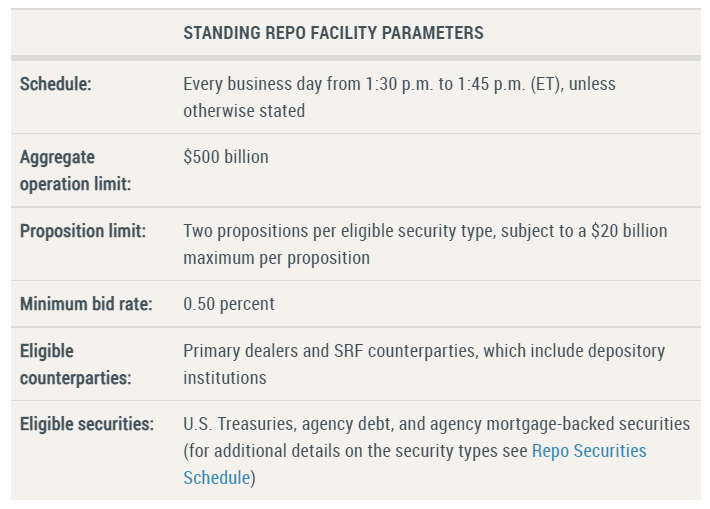 STANDING REPO FACILITY PARAMETERS
Schedule: Every business day from 1:30 p.m. to 1:45 p.m. (ET), unless
otherwise stated
Aggregate $500 billion
operation limit:
Proposition limit: Two propositions per eligible security type, subject to a $20 billion
maximum per proposition
Minimum bid rate: 0.50 percent
Eligible Primary dealers and SRF counterparties, which include depository
counterparties: institutions
Eligible securities: U.S. Treasuries, agency debt, and agency mortgage-backed securities
(for additional details on the security types see Repo Securities
Schedule)